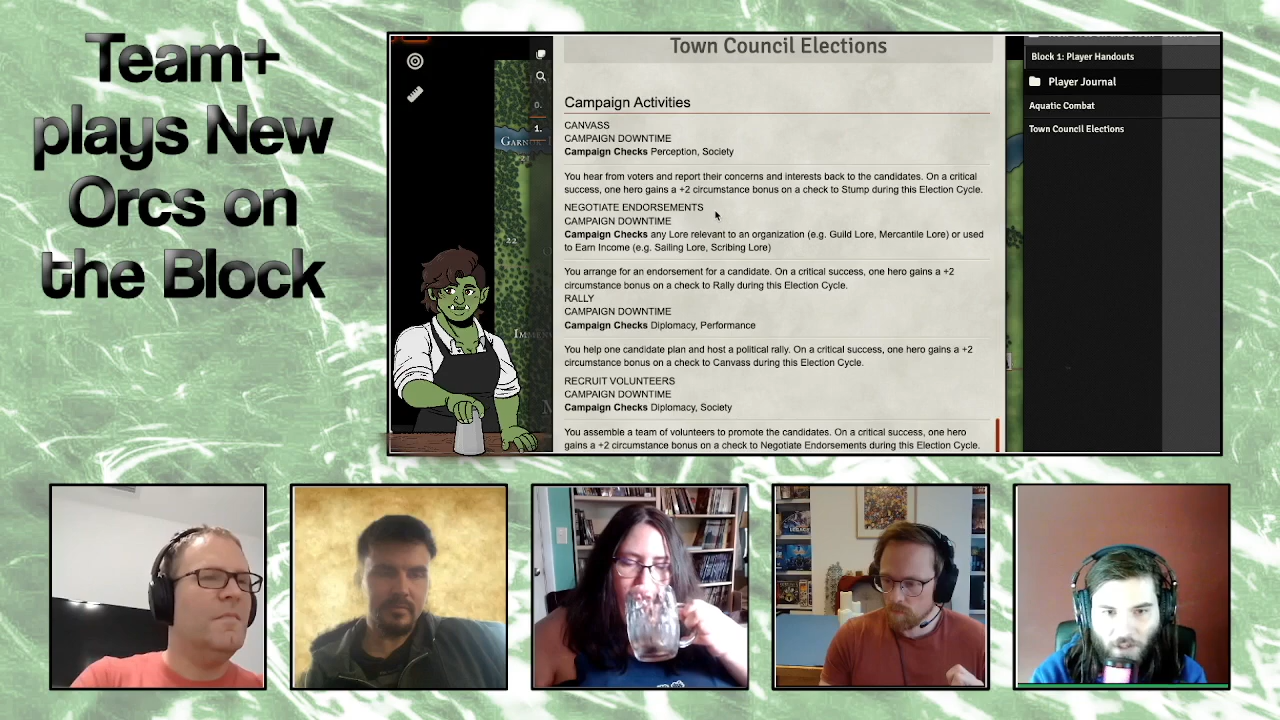 Team+
plays New
Orcs on
the Block
Town Council Elections
Campaign Activities
CANVASS
CAMPAIGN DOWNTIME
Campaign Checks Perception, Society
You hear from voters and report their concerns and interests back to the candidates. On a critical
success, one hero gains a +2 circumstance bonus on a check to Stump during this Election Cycle.
NEGOTIATE ENDORSEMENTS
CAMPAIGN DOWNTIME
Campaign Checks any Lore relevant to an organization (e.g. Guild Lore, Mercantile Lore) or used
to Earn Income (e.g. Sailing Lore, Scribing Lore)
You arrange for an endorsement for a candidate. On a critical success, one hero gains a +2
circumstance bonus on a check to Rally during this Election Cycle.
RALLY
CAMPAIGN DOWNTIME
Campaign Checks Diplomacy, Performance
You help one candidate plan and host a political rally. On a critical success, one hero gains a +2
circumstance bonus on a check to Canvass during this Election Cycle.
RECRUIT VOLUNTEERS
CAMPAIGN DOWNTIME
Campaign Checks Diplomacy, Society
You assemble a team of volunteers to promote the candidates. On a critical success, one hero
gains a +2 circumstance bonus on a check to Negotiate Endorsements during this Election Cycle.
0.
1.
22
Block 1: Player Handouts
Player Journal
Aquatic Combat
Town Council Elections